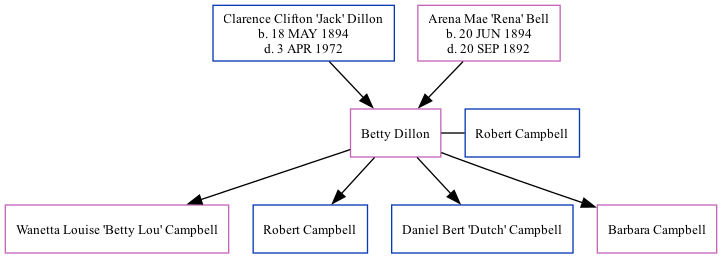 Clarence Clifton 'Jack' Dillon
b. 18 MAY 1894
d. 3 APR 1972
Arena Mae 'Rena' Bell
b. 20 JUN 1894
d. 20 SEP 1892
Betty Dillon
Robert Campbell
Wanetta Louise 'Betty Lou' Campbell
Robert Campbell
Daniel Bert 'Dutch' Campbell
Barbara Campbell